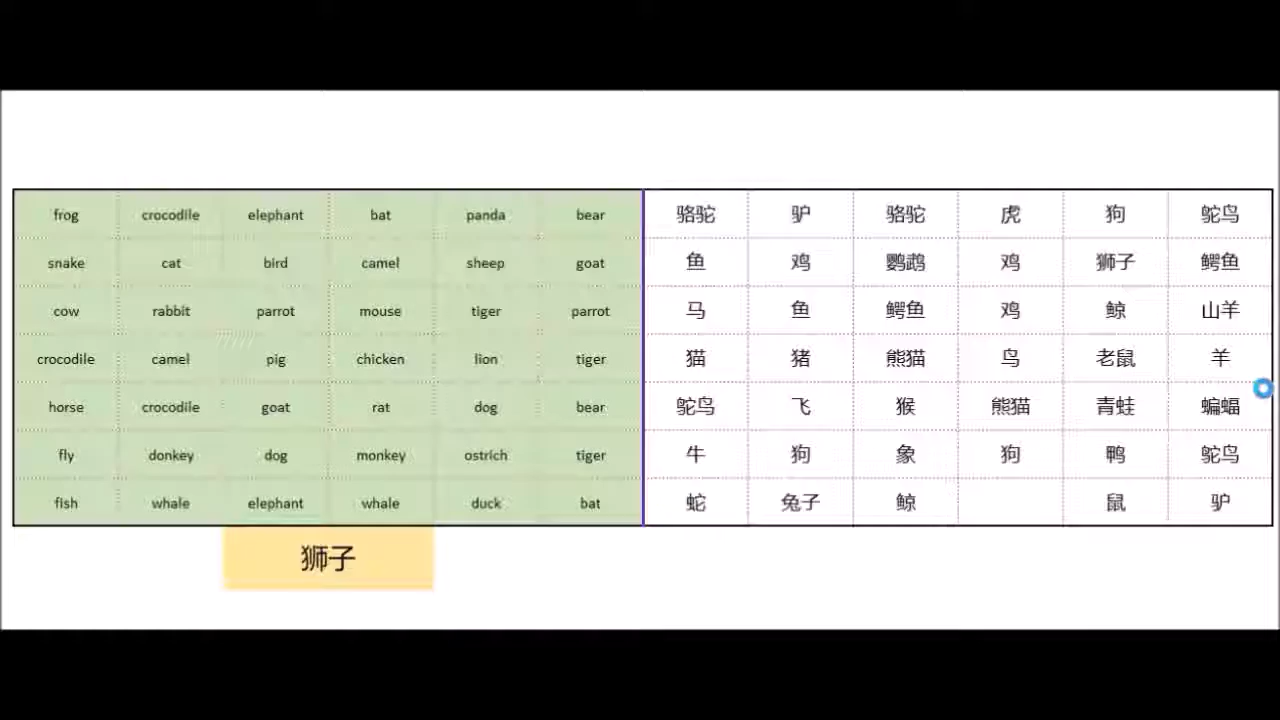 frog crocodile elephant bat panda bear 骆驼 驴 骆驼 虎 狗 鸵鸟
snake cat bird camel sheep goat 鱼 鸡 鹦鹉 鸡 狮子 鳄鱼
cow rabbit parrot mouse tiger parrot 马 鱼 鳄鱼 鸡 鲸 山羊
crocodile camel pig chicken lion tiger 猫 猪 熊猫 鸟 老鼠 羊
horse crocodile goat rat dog bear 鸵鸟 飞 猴 熊猫 青蛙 蝙蝠
fly donkey dog monkey ostrich tiger 牛 狗 象 狗 鸭 鸵鸟
fish whale elephant whale duck bat 蛇 兔子 鲸 鼠 驴
狮子